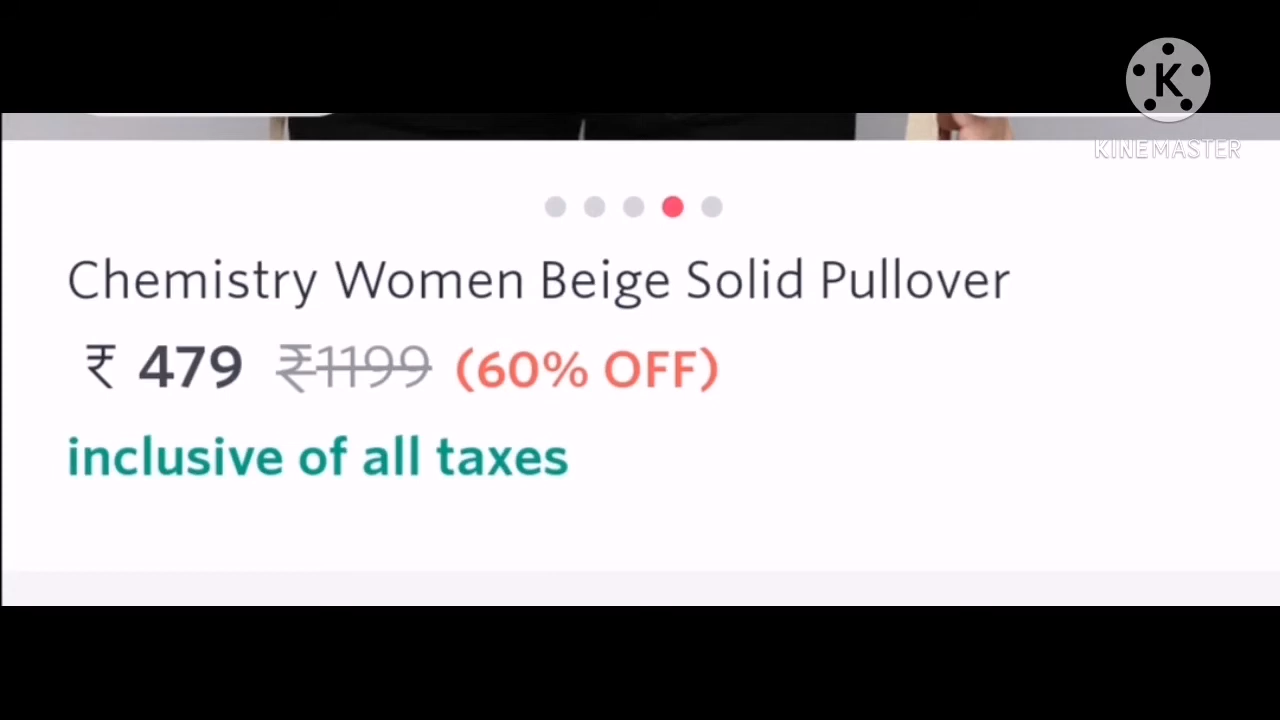 K
KINEMASTER
Chemistry Women Beige Solid Pullover
₹ 479 ₹1199 (60% OFF)
inclusive of all taxes